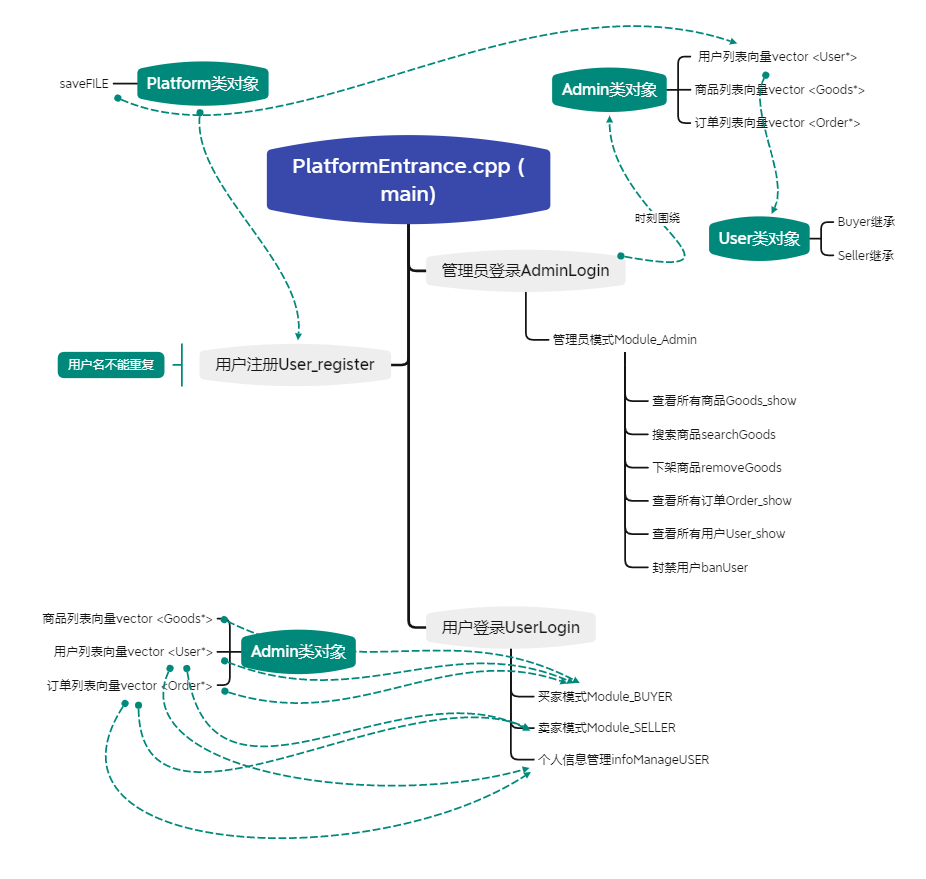 saveFILE
Platform类对象
Admin类对象
用户列表向量vector <User*>
商品列表向量vector <Goods*>
订单列表向量vector <Order*>
PlatformEntrance.cpp (
main)
时刻围绕
User类对象
Buyer继承
Seller继承
管理员登录AdminLogin
管理员模式Module_Admin
用户名不能重复
用户注册User_register
查看所有商品Goods_show
搜索商品searchGoods
下架商品removeGoods
查看所有订单Order_show
查看所有用户User_show
封禁用户banUser
商品列表向量vector <Goods*>
用户列表向量vector <User*>
订单列表向量vector <Order*>
Admin类对象
用户登录UserLogin
买家模式Module_BUYER
卖家模式Module_SELLER
个人信息管理infoManageUSER